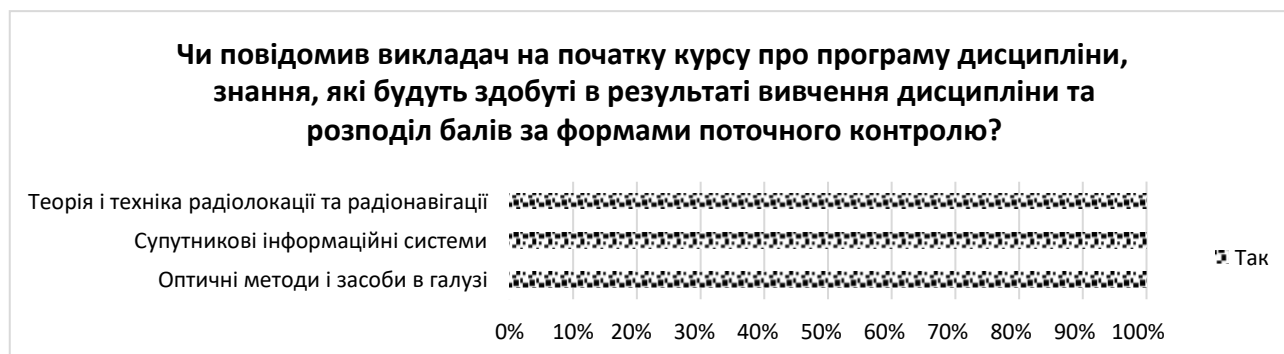 Чи повідомив викладач на початку курсу про програму дисципліни,
знання, які будуть здобуті в результаті вивчення дисципліни та
розподіл балів за формами поточного контролю?
Теорія і техніка радіолокації та радіонавігації
Супутникові інформаційні системи
Оптичні методи і засоби в галузі
Так
0% 10% 20% 30% 40% 50% 60% 70% 80% 90% 100%